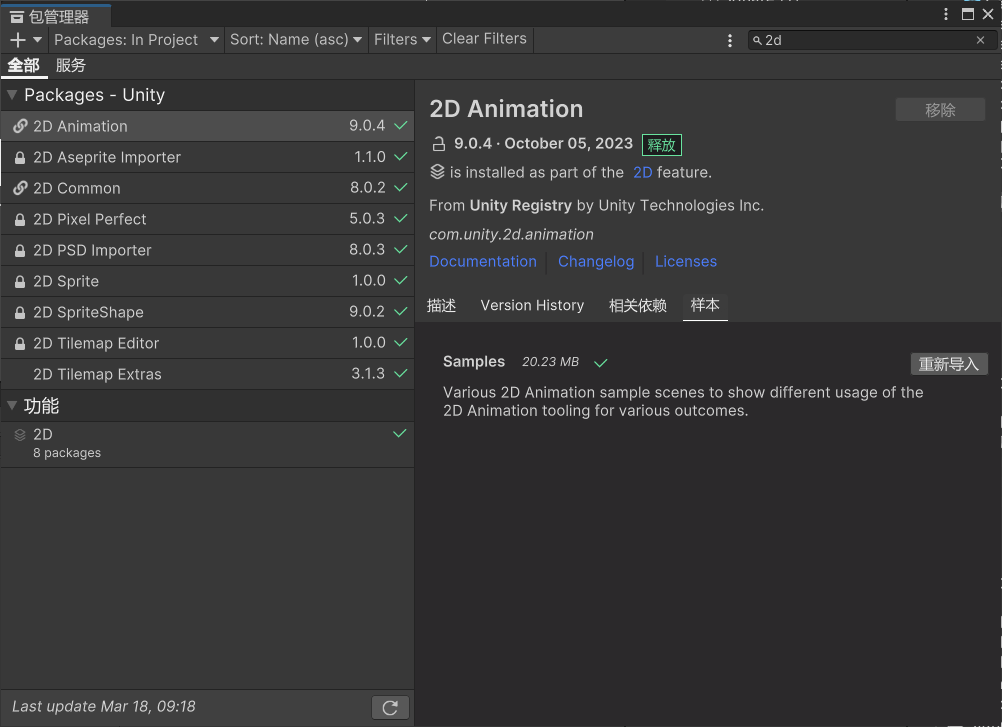 包管理器
Packages: In Project
Sort: Name (asc)
Filters
Clear Filters
2d
全部
服务
Packages - Unity
2D Animation 9.0.4
2D Aseprite Importer 1.1.0
2D Common 8.0.2
2D Pixel Perfect 5.0.3
2D PSD Importer 8.0.3
2D Sprite 1.0.0
2D SpriteShape 9.0.2
2D Tilemap Editor 1.0.0
2D Tilemap Extras 3.1.3
功能
2D
8 packages
Last update Mar 18, 09:18
2D Animation
移除
9.0.4 · October 05, 2023 释放
is installed as part of the 2D feature.
From Unity Registry by Unity Technologies Inc.
com.unity.2d.animation
Documentation
Changelog
Licenses
描述
Version History
相关依赖
样本
Samples 20.23 MB
重新导入
Various 2D Animation sample scenes to show different usage of the
2D Animation tooling for various outcomes.